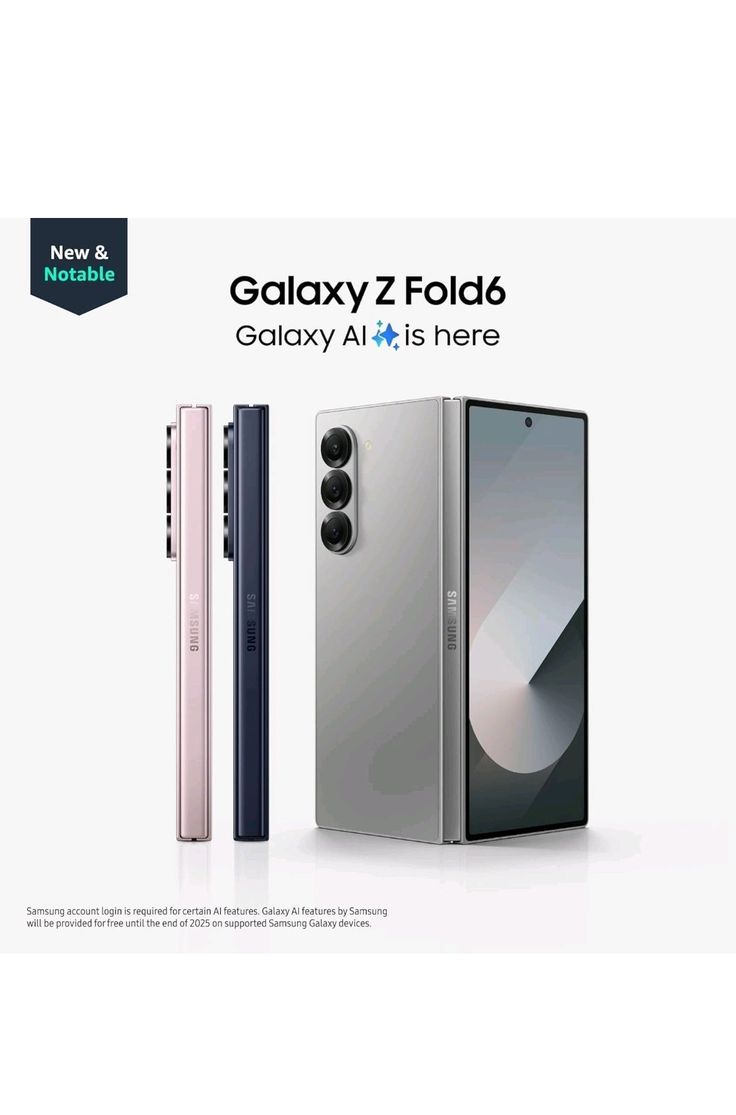 New &
Notable
Galaxy Z Fold6
Galaxy AI is here
SAMSUNG
SAMSUNG
SAMSUNG
Samsung account login is required for certain AI features. Galaxy AI features by Samsung
will be provided for free until the end of 2025 on supported Samsung Galaxy devices.